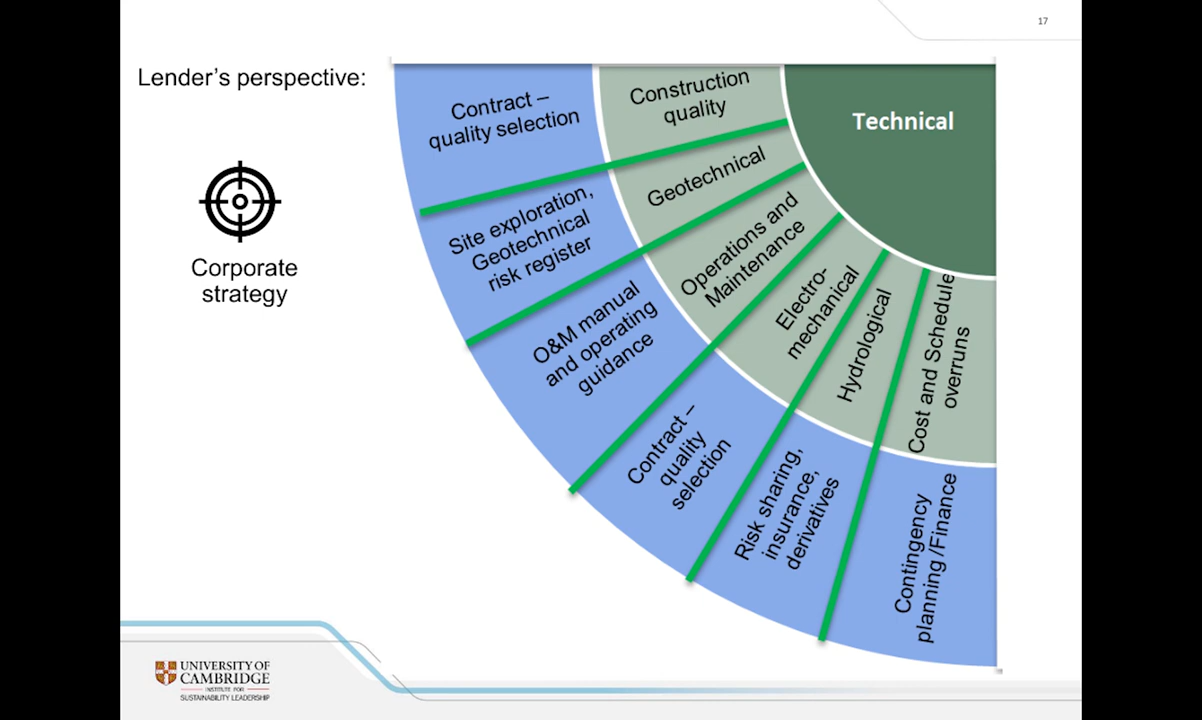 17
Lender's perspective:
Corporate
strategy
Technical
Construction
quality
Geotechnical
Operations and
Maintenance
Electro-
mechanical
Hydrological
Cost and Schedule
overruns
Contract –
quality selection
Site exploration,
Geotechnical
risk register
O&M manual
and operating
guidance
Contract –
quality
selection
Risk sharing,
insurance,
derivatives
Contingency
planning /Finance
UNIVERSITY OF
CAMBRIDGE
INSTITUTE FOR
SUSTAINABILITY LEADERSHIP